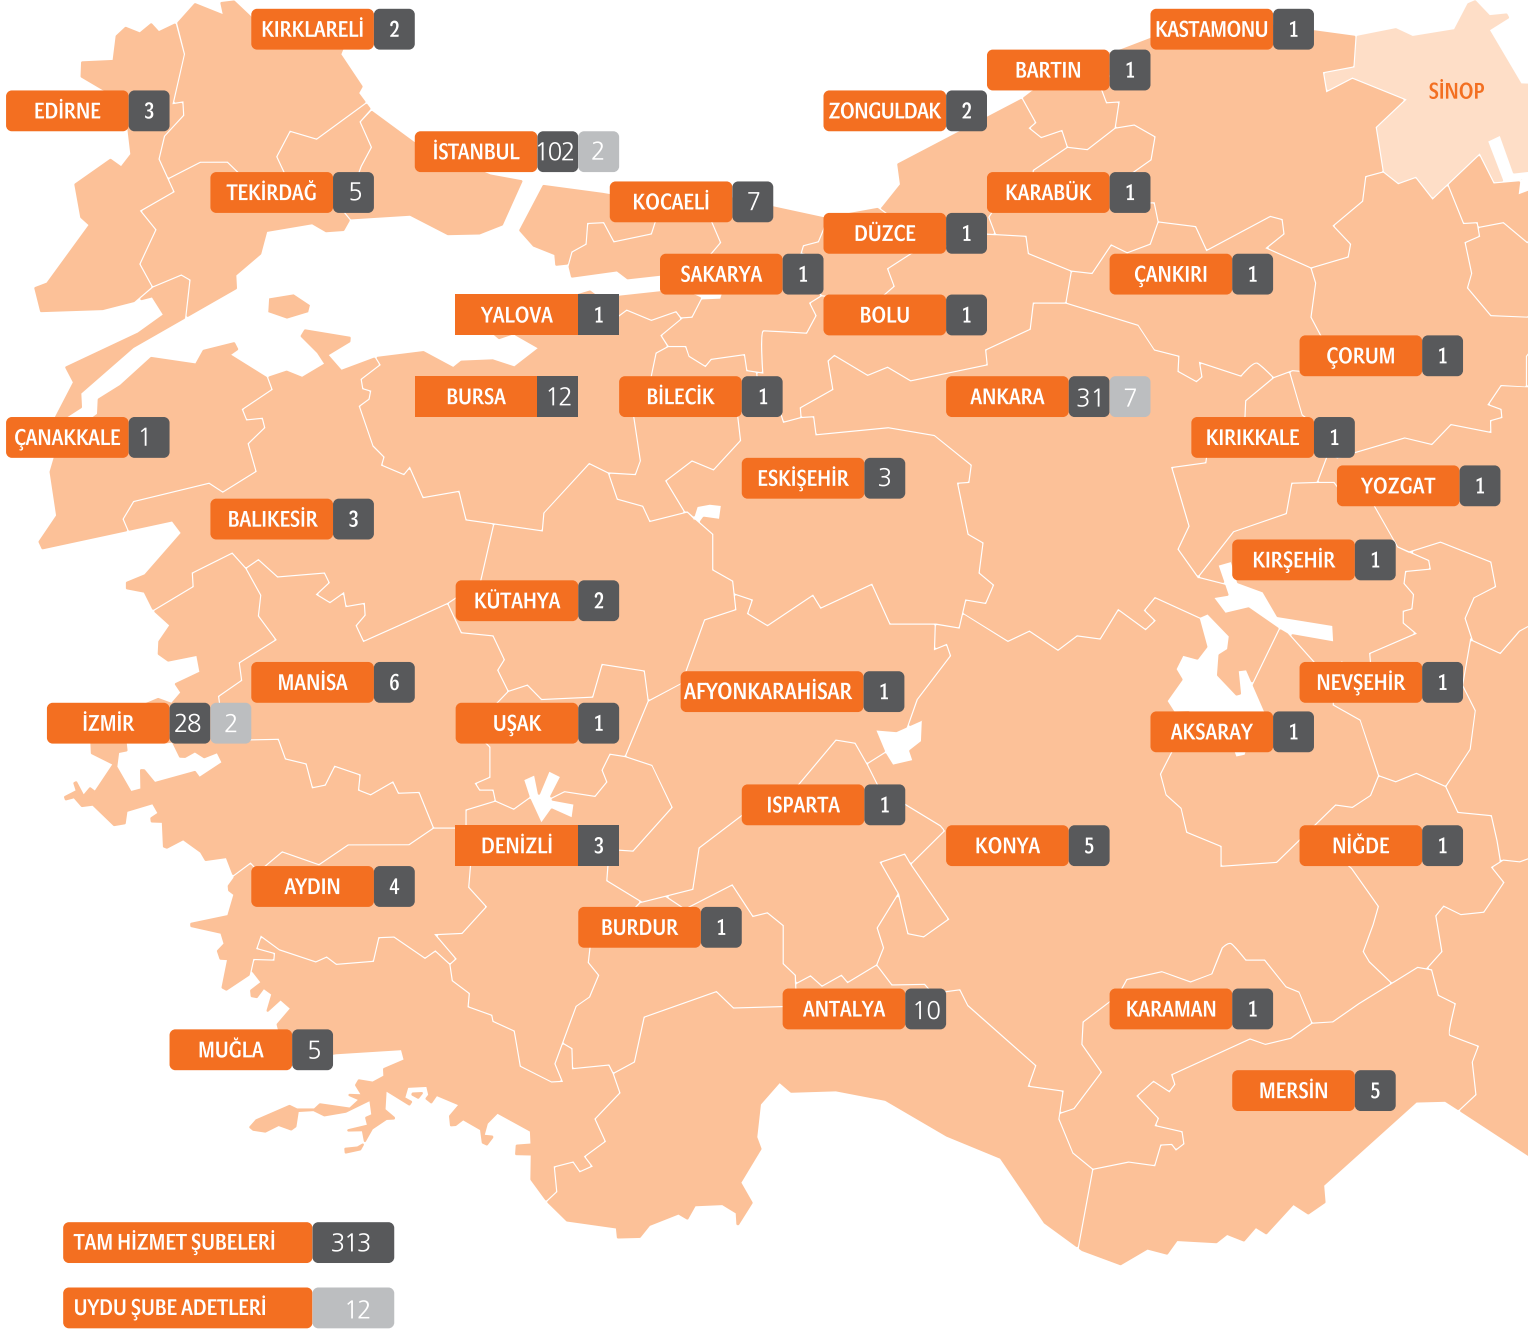 KIRKLARELİ 2
KASTAMONU 1
BARTIN 1
SİNOP
EDİRNE 3
ZONGULDAK 2
İSTANBUL 102 2
TEKİRDAĞ 5
KOCAELİ 7
KARABÜK 1
DÜZCE 1
SAKARYA 1
ÇANKIRI 1
YALOVA 1
BOLU 1
ÇORUM 1
BURSA 12
BİLECİK 1
ANKARA 31 7
ÇANAKKALE 1
KIRIKKALE 1
ESKİŞEHİR 3
YOZGAT 1
BALIKESİR 3
KIRŞEHİR 1
KÜTAHYA 2
MANİSA 6
AFYONKARAHİSAR 1
NEVŞEHİR 1
İZMİR 28 2
UŞAK 1
AKSARAY 1
ISPARTA 1
DENİZLİ 3
KONYA 5
NİĞDE 1
AYDIN 4
BURDUR 1
ANTALYA 10
KARAMAN 1
MUĞLA 5
MERSİN 5
TAM HİZMET ŞUBELERİ 313
UYDU ŞUBE ADETLERİ 12